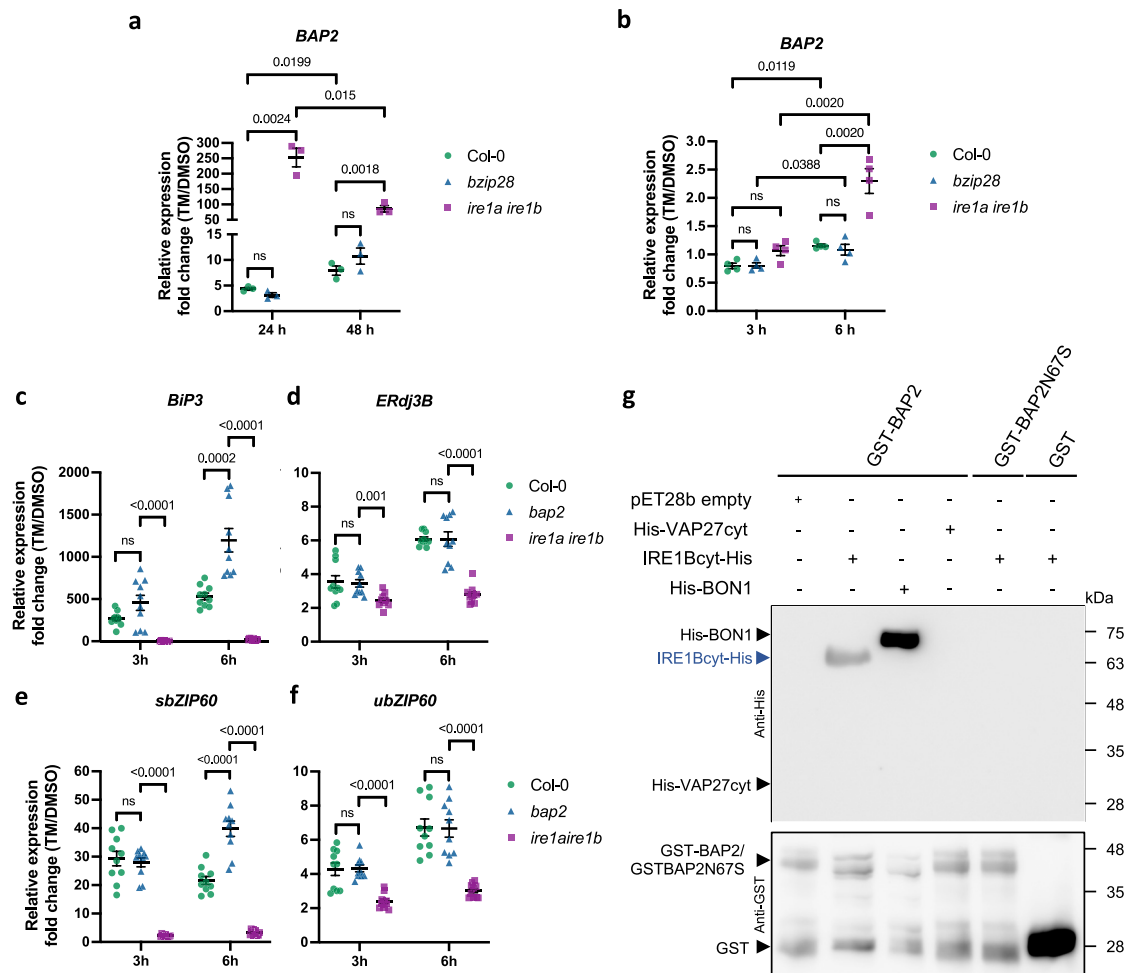 a
BAP2
0.0199
0.015
0.0024
0.0018
ns
ns
Relative expression
fold change (TM/DMSO)
300
250
200
150
100
50
15
10
5
0
24 h
48 h
Col-0
bzip28
ire1a ire1b
b
BAP2
0.0119
0.0020
0.0020
0.0388
ns
ns
ns
Relative expression
fold change (TM/DMSO)
3.0
2.5
2.0
1.5
1.0
0.5
0.0
3 h
6 h
Col-0
bzip28
ire1a ire1b
c
BiP3
<0.0001
0.0002
<0.0001
ns
Relative expression
fold change (TM/DMSO)
2000
1500
1000
500
0
3h
6h
d
ERdj3B
<0.0001
0.001
ns
ns
10
8
6
4
2
0
3h
6h
Col-0
bap2
ire1a ire1b
e
sbZIP60
<0.0001
<0.0001
<0.0001
ns
Relative expression
fold change (TM/DMSO)
60
50
40
30
20
10
0
3h
6h
f
ubZIP60
<0.0001
ns
<0.0001
ns
10
8
6
4
2
0
3h
6h
Col-0
bap2
ire1aire1b
g
GST-BAP2
GST-BAP2N67S
GST
pET28b empty + - - - - -
His-VAP27cyt - - - + - -
IRE1Bcyt-His - + - - + +
His-BON1 - - + - - -
kDa
His-BON1
IRE1Bcyt-His
His-VAP27cyt
Anti-His
75
63
48
35
28
GST-BAP2/
GSTBAP2N67S
GST
Anti-GST
48
35
28